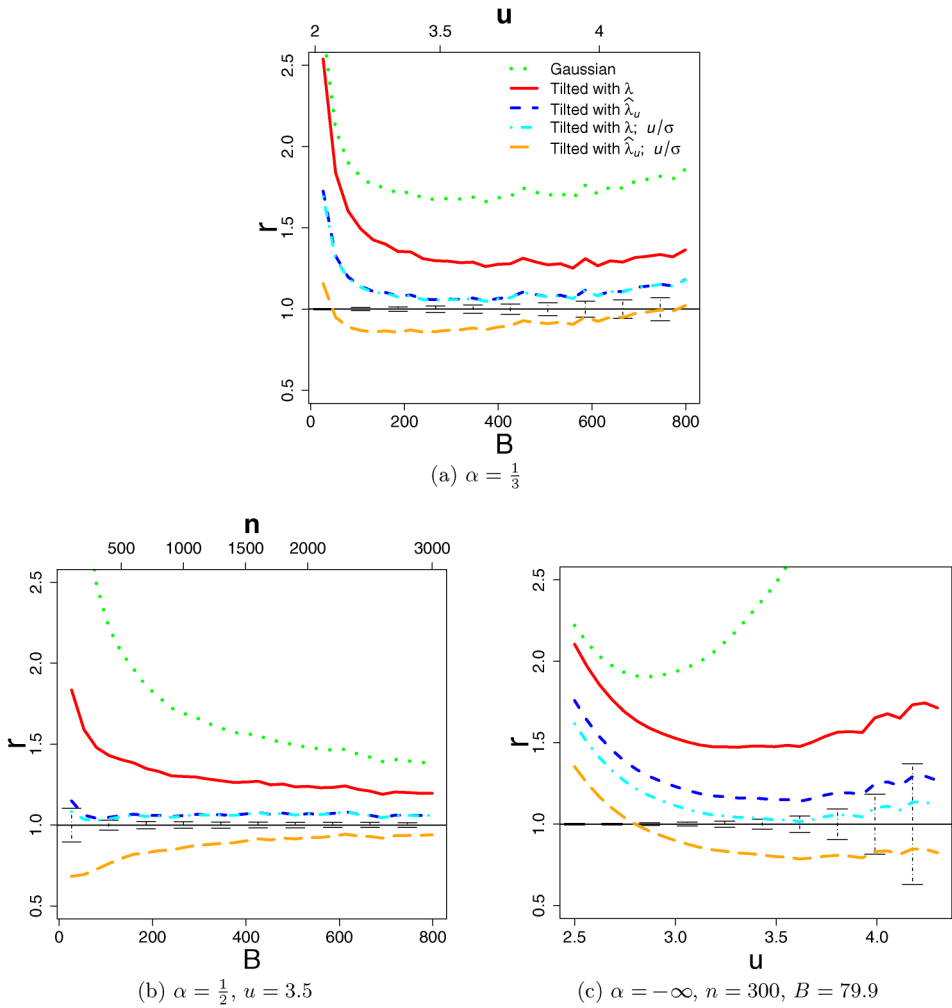 u
2 3.5 4
2.5
2.0
1.5
1.0
0.5
r
Gaussian
Tilted with λ
Tilted with λ̂ᵤ
Tilted with λ; u/σ
Tilted with λ̂ᵤ; u/σ
0 200 400 600 800
B
(a) α = 1/3
n
500 1000 1500 2000 3000
2.5
2.0
1.5
1.0
0.5
r
0 200 400 600 800
B
(b) α = 1/2, u = 3.5
2.5
2.0
1.5
1.0
0.5
r
2.5 3.0 3.5 4.0
u
(c) α = −∞, n = 300, B = 79.9